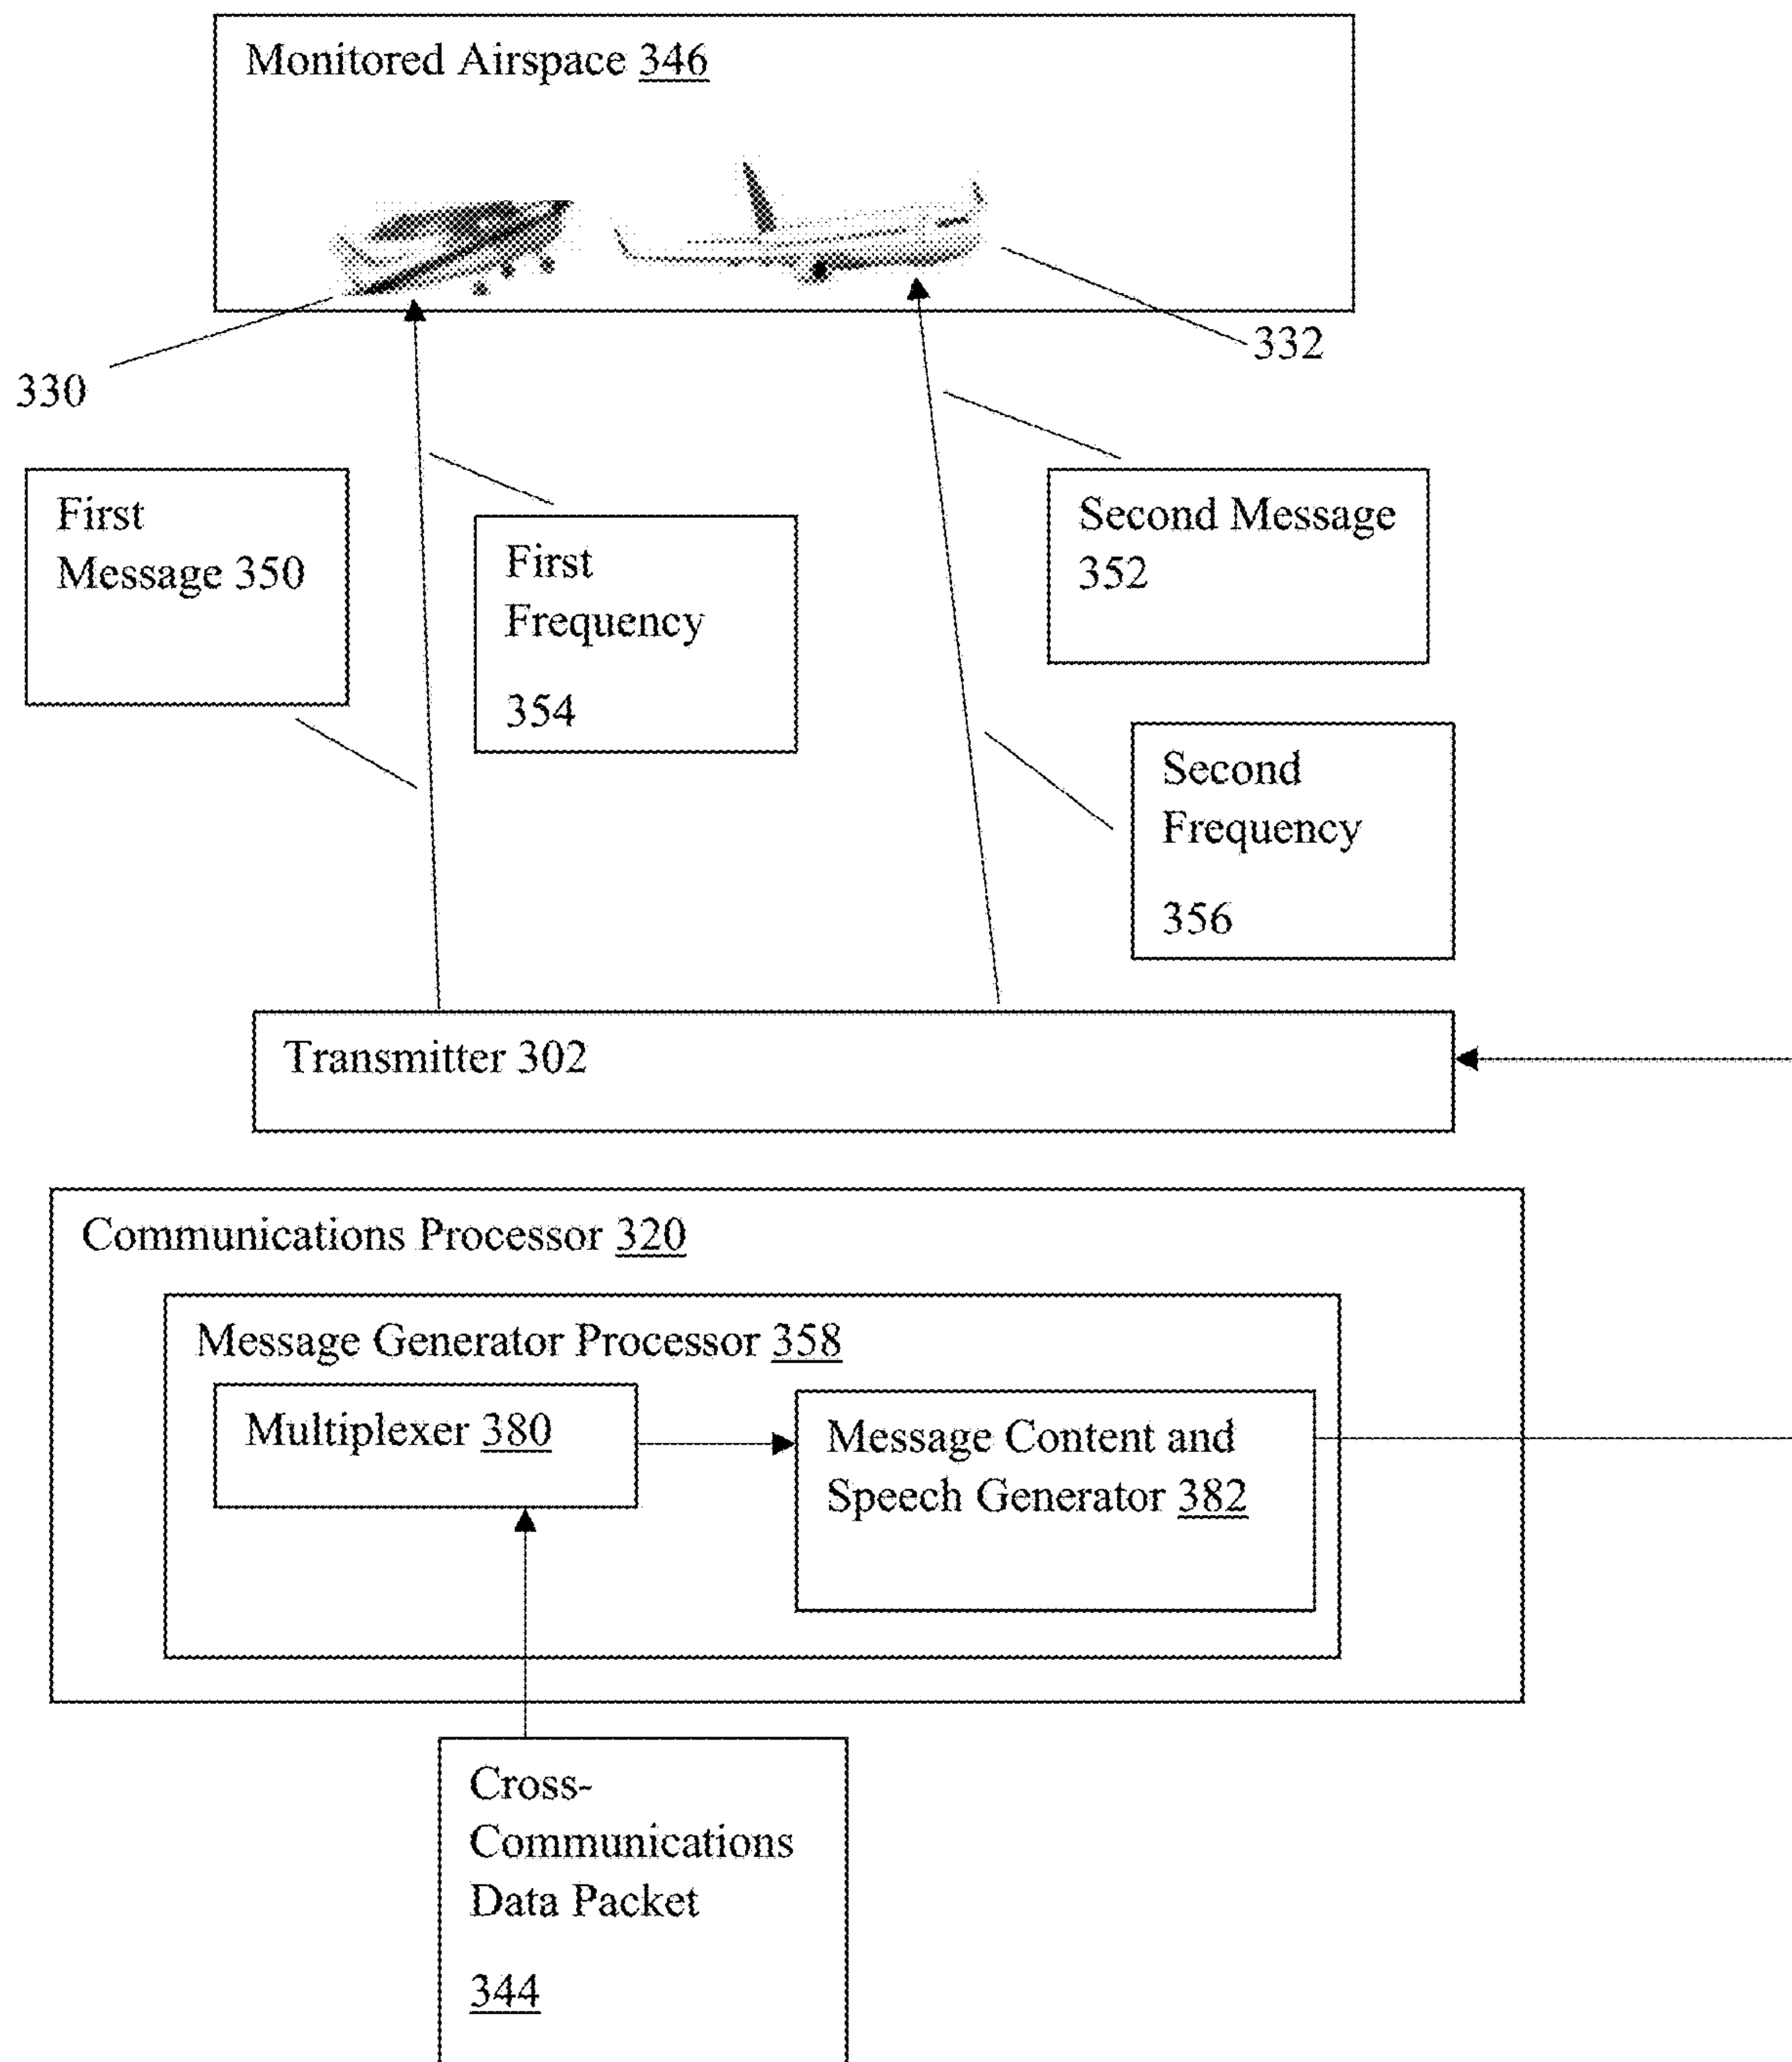 Monitored Airspace 346
332
330
First
Message 350
First
Frequency
354
Second Message
352
Second
Frequency
356
Transmitter 302
Communications Processor 320
Message Generator Processor 358
Multiplexer 380
Message Content and
Speech Generator 382
Cross-
Communications
Data Packet
344